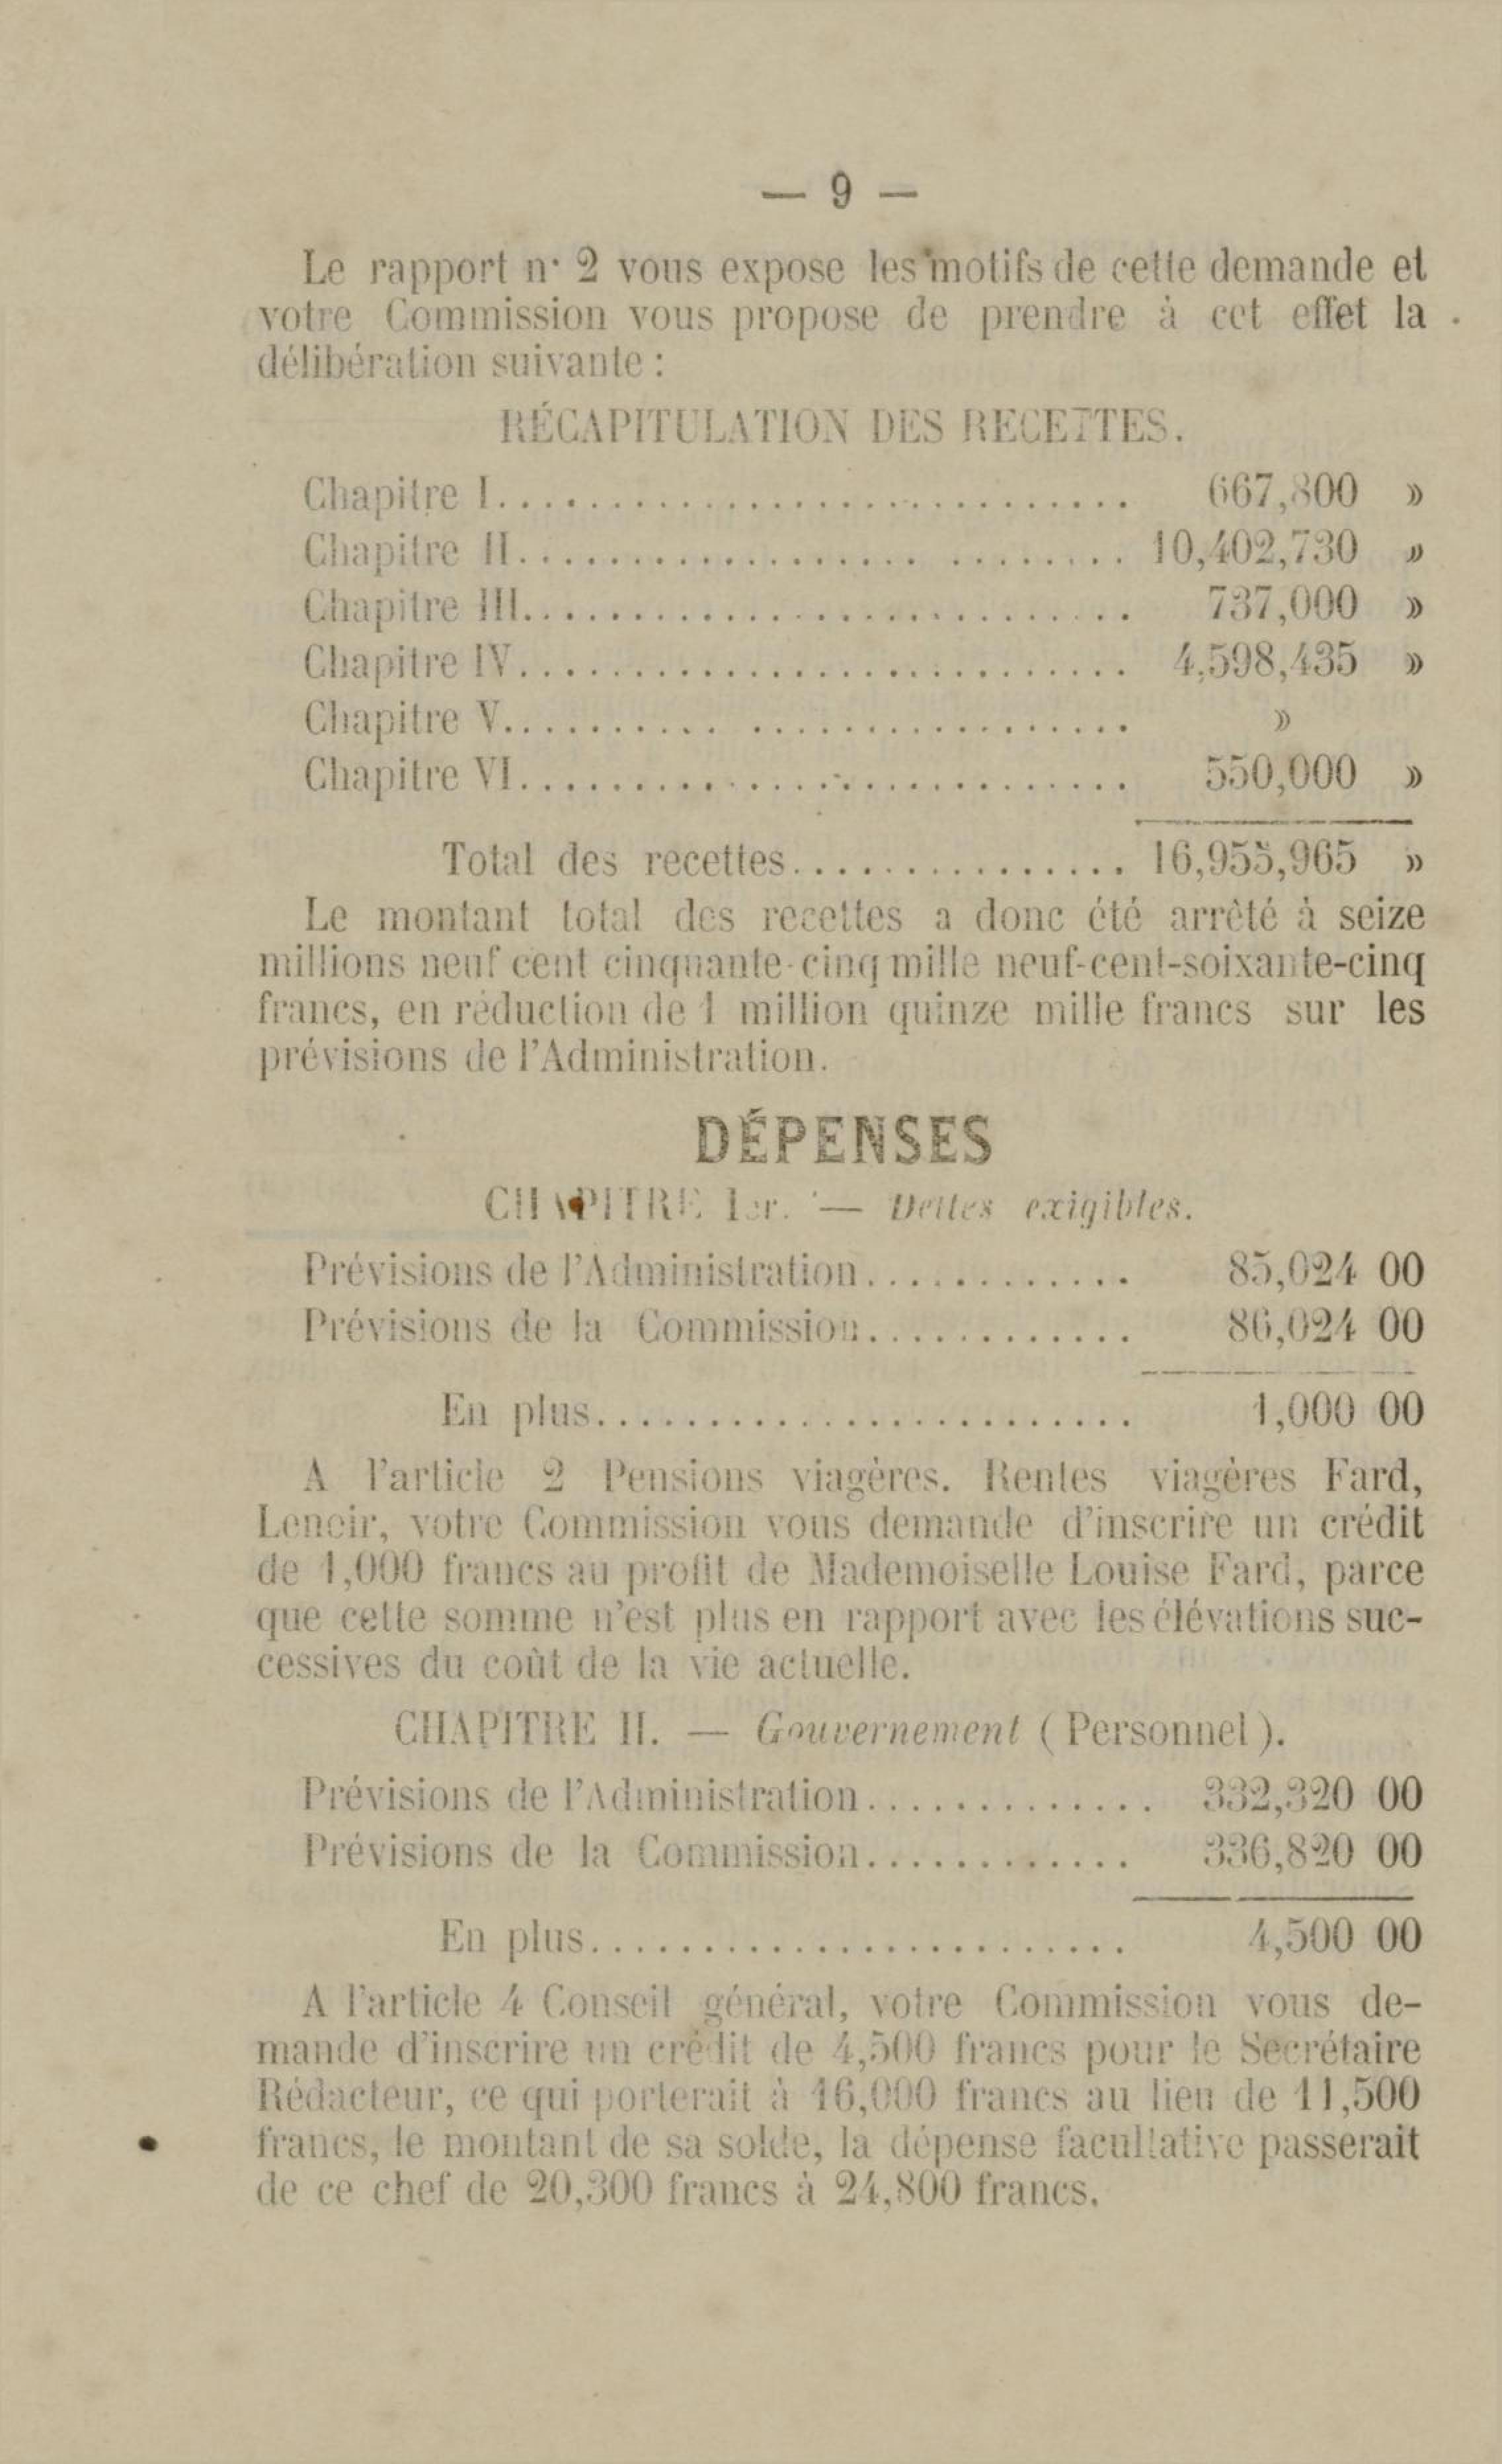 — 9 —
Le rapport n· 2 vous expose les motifs de cette demande et
votre Commission vous propose de prendre à cet effet la
délibération suivante :
RÉCAPITULATION DES RECETTES.
Chapitre I............................ 667,800 »
Chapitre II.......................... 10,402,730 »
Chapitre III........................... 737,000 »
Chapitre IV........................... 4,598,435 »
Chapitre V........................... »
Chapitre VI........................... 550,000 »
Total des recettes............... 16,955,965 »
Le montant total des recettes a donc été arrêté à seize
millions neuf cent cinquante-cinq mille neuf-cent-soixante-cinq
francs, en réduction de 1 million quinze mille francs sur les
prévisions de l'Administration.
DÉPENSES
CHAPITRE 1er. — Dettes exigibles.
Prévisions de l'Administration............ 85,024 00
Prévisions de la Commission............ 86,024 00
En plus........................ 1,000 00
A l'article 2 Pensions viagères. Rentes viagères Fard,
Lenoir, votre Commission vous demande d'inscrire un crédit
de 1,000 francs au profit de Mademoiselle Louise Fard, parce
que cette somme n'est plus en rapport avec les élévations suc-
cessives du coût de la vie actuelle.
CHAPITRE II. — Gouvernement ( Personnel ).
Prévisions de l'Administration............. 332,320 00
Prévisions de la Commission............ 336,820 00
En plus........................ 4,500 00
A l'article 4 Conseil général, votre Commission vous de-
mande d'inscrire un crédit de 4,500 francs pour le Secrétaire
Rédacteur, ce qui porterait à 16,000 francs au lieu de 11,500
francs, le montant de sa solde, la dépense facultative passerait
de ce chef de 20,300 francs à 24,800 francs.